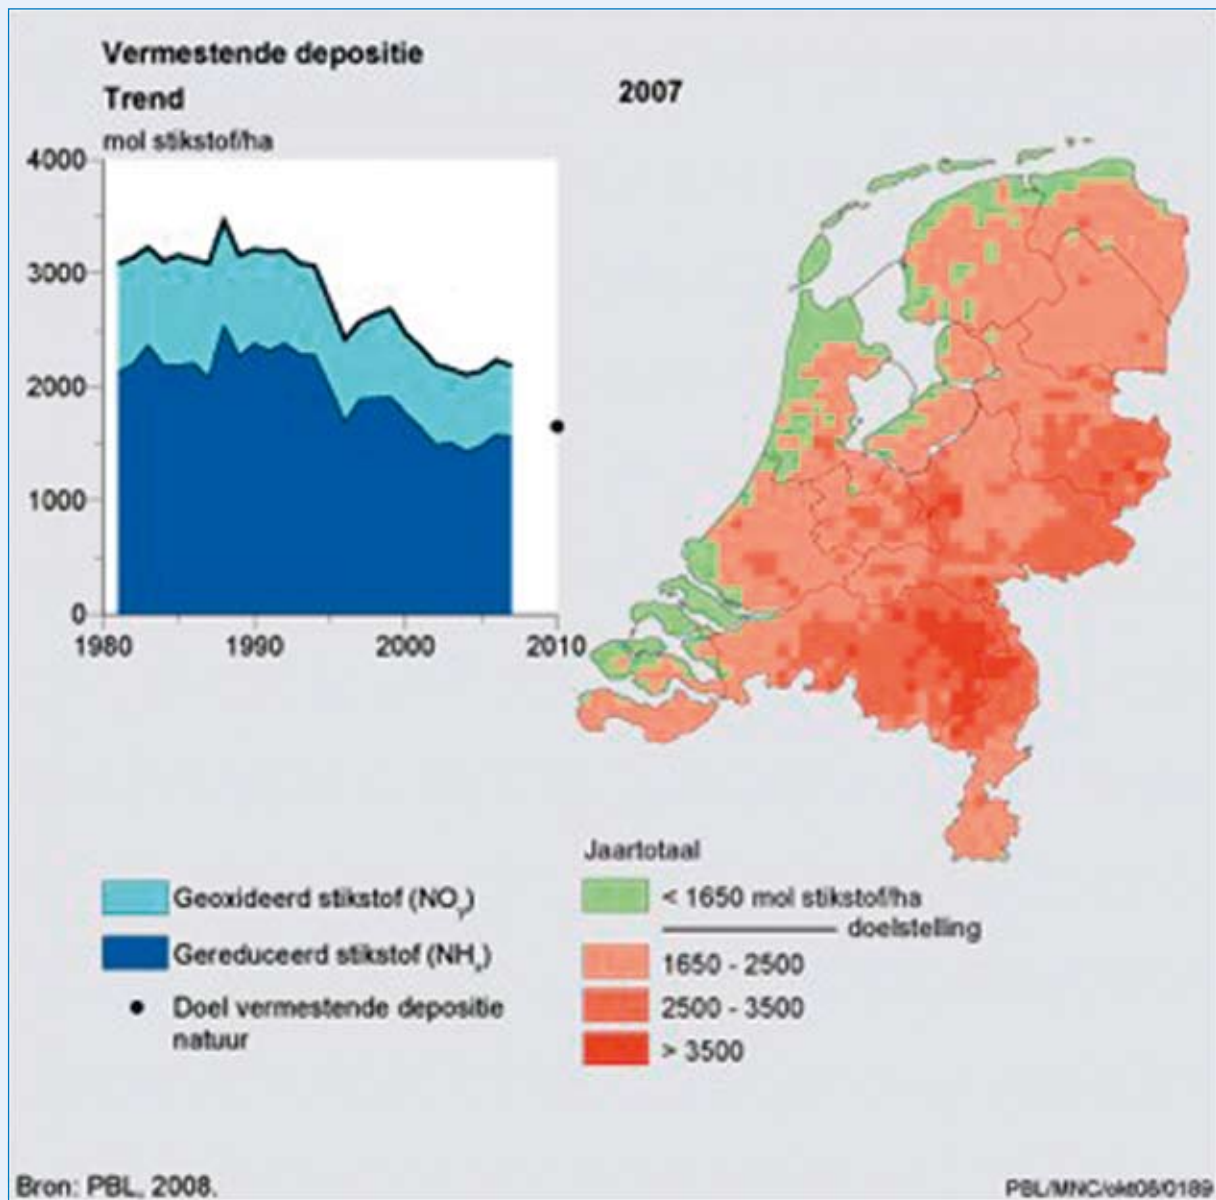 Vermestende depositie
Trend
mol stikstof/ha
4000
3000
2000
1000
0
1980 1990 2000 2010
2007
Geoxideerd stikstof (NOy)
Gereduceerd stikstof (NHx)
Doel vermestende depositie
natuur
Jaartotaal
< 1650 mol stikstof/ha
doelstelling
1650 - 2500
2500 - 3500
> 3500
Bron: PBL, 2008.
PBL/MNC/okt08/0189